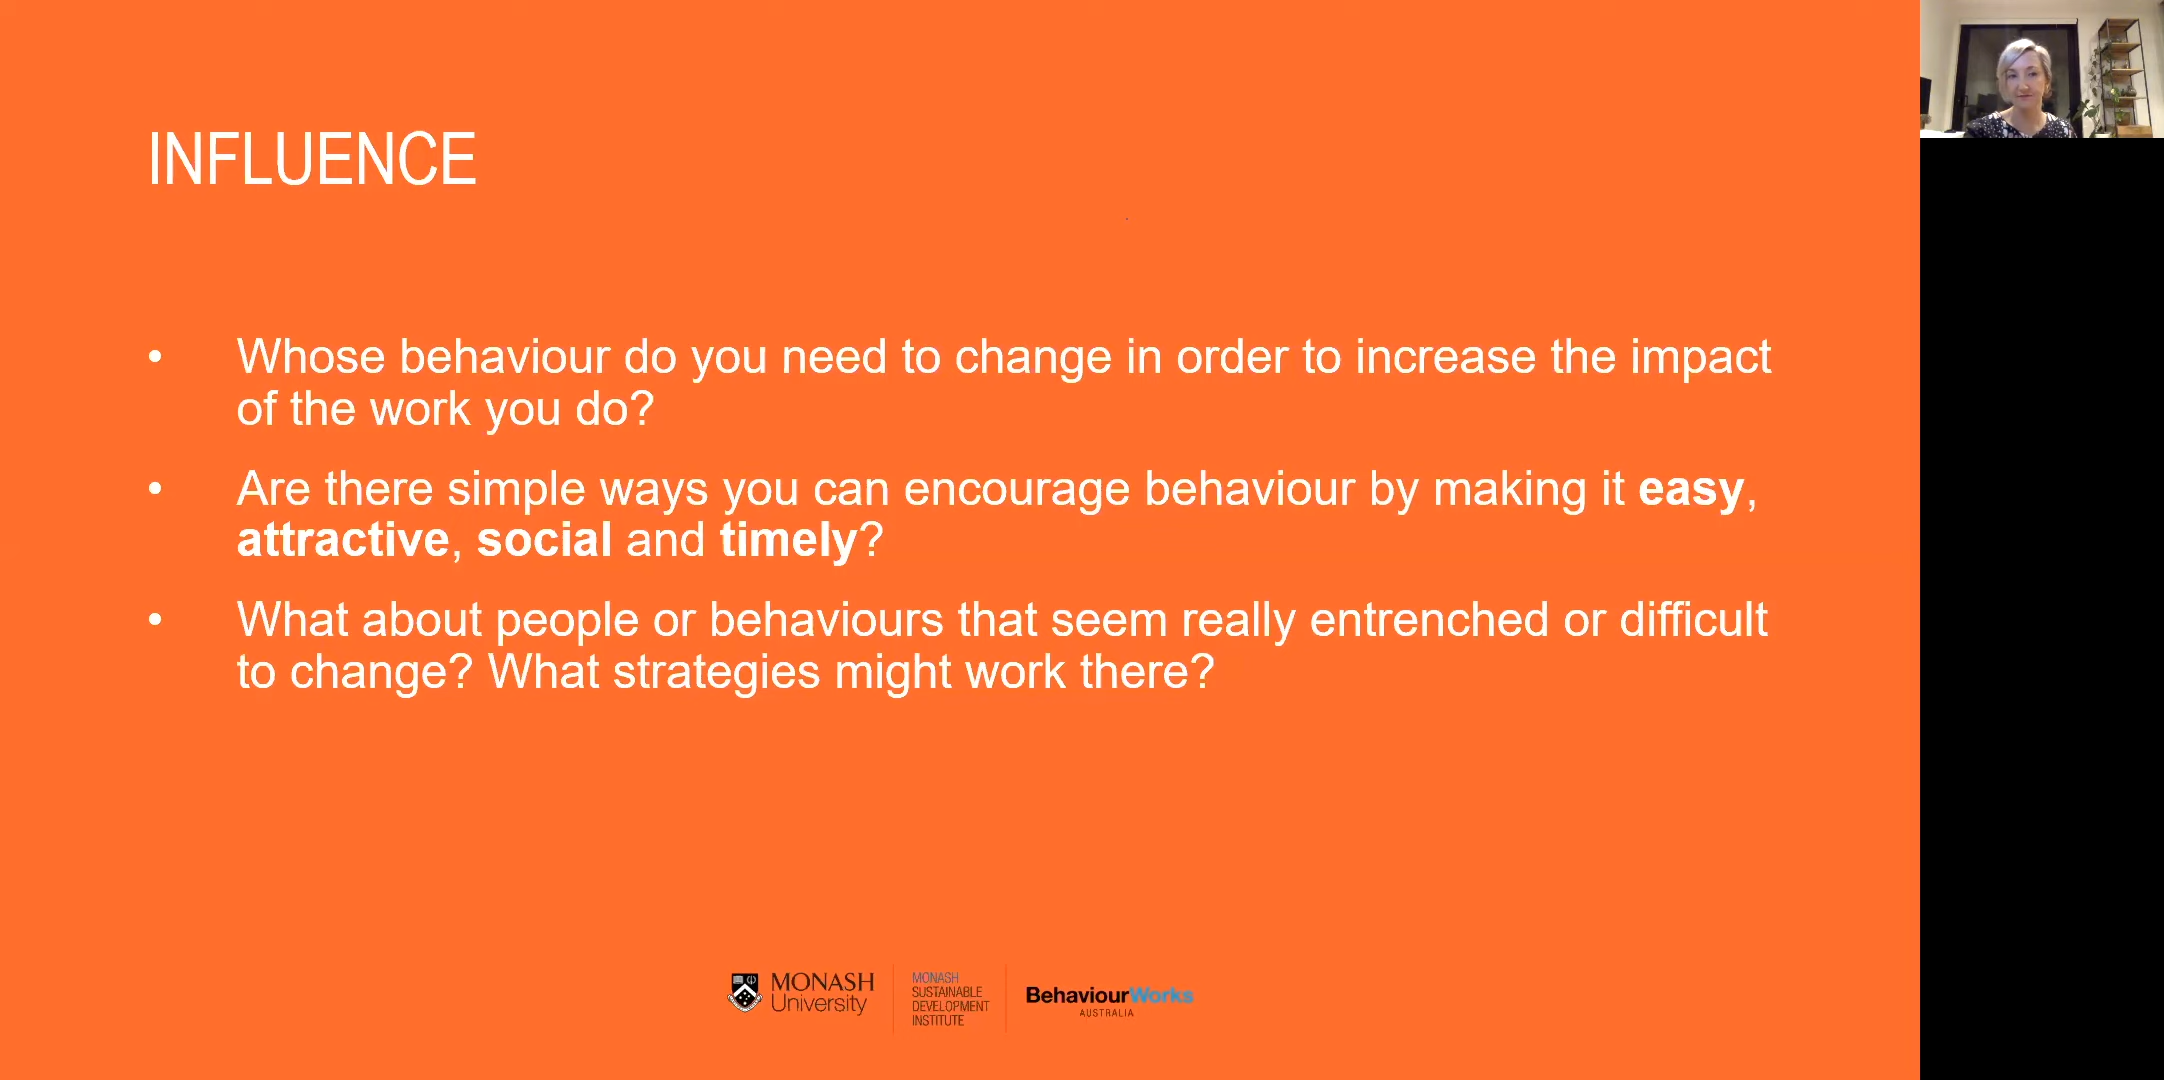 INFLUENCE
• Whose behaviour do you need to change in order to increase the impact
of the work you do?
• Are there simple ways you can encourage behaviour by making it easy,
attractive, social and timely?
• What about people or behaviours that seem really entrenched or difficult
to change? What strategies might work there?
MONASH
University
MONASH
SUSTAINABLE
DEVELOPMENT
INSTITUTE
BehaviourWorks
AUSTRALIA